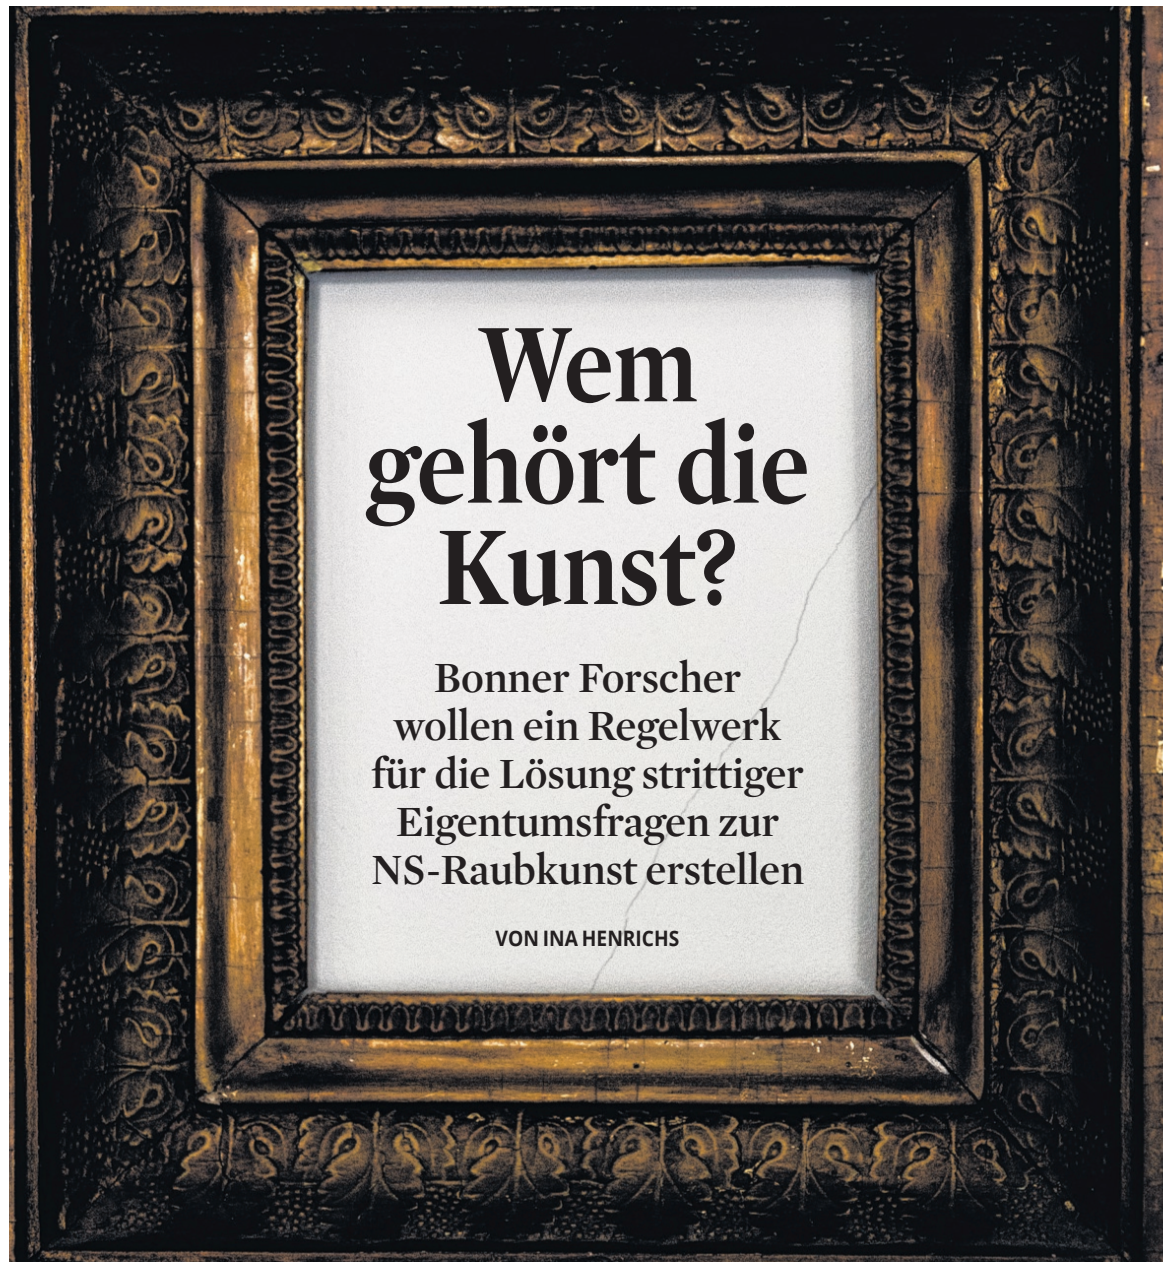 Wem
gehört die
Kunst?
Bonner Forscher
wollen ein Regelwerk
für die Lösung strittiger
Eigentumsfragen zur
NS-Raubkunst erstellen
VON INA HENRICHS